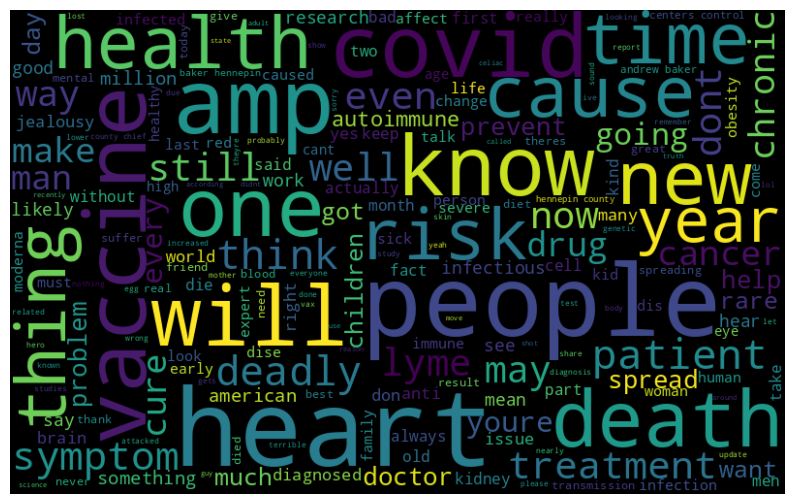 infected
give
research
bad
affect
first
really
looking
centers control
lost
adult
state
show
today
day
good
mental
health
covid
time
two
report
million
caused
age
celiac
sound
andrew baker
baker hennepin
due
way
amp
even
life
change
cause
chronic
dont
obesity
jealousy
healthy
autoimmune
sorry
live
remember
lower
county chief
last
red
yes
keep
prevent
going
make
vaccine
cant
talk
theres
probably
theyre
called
great
truth
lol
man
still
said
work
actually
well
know
new
kind
come
recently
according
didnt
without
high
month
person
severe
diet
hennepin county
likely
one
got
skin
genetic
now
many
year
moderna
suffer
every
increased
yeah
study
risk
drug
think
world
sick
cancer
must
friend
mother
blood
everyone
fact
infectious
cell
kid
spreading
help
thing
nothing
egg
real
die
children
people
dis
rare
related
done
vax
need
right
expert
test
body
eye
hear
let
hero
wrong
will
use
immune
see
move
shot
problem
known
look
dise
lyme
may
patient
human
studies
cure
early
deadly
reason
share
diagnosis
around
gets
don
anti
result
part
spread
take
say
american
best
mean
woman
thank
attacked
heart
youre
death
brain
died
family
always
issue
symptom
terrible
old
nearly
update
science
never
something
guy
much
diagnosed
doctor
kidney
treatment
want
please
transmission
infection
men